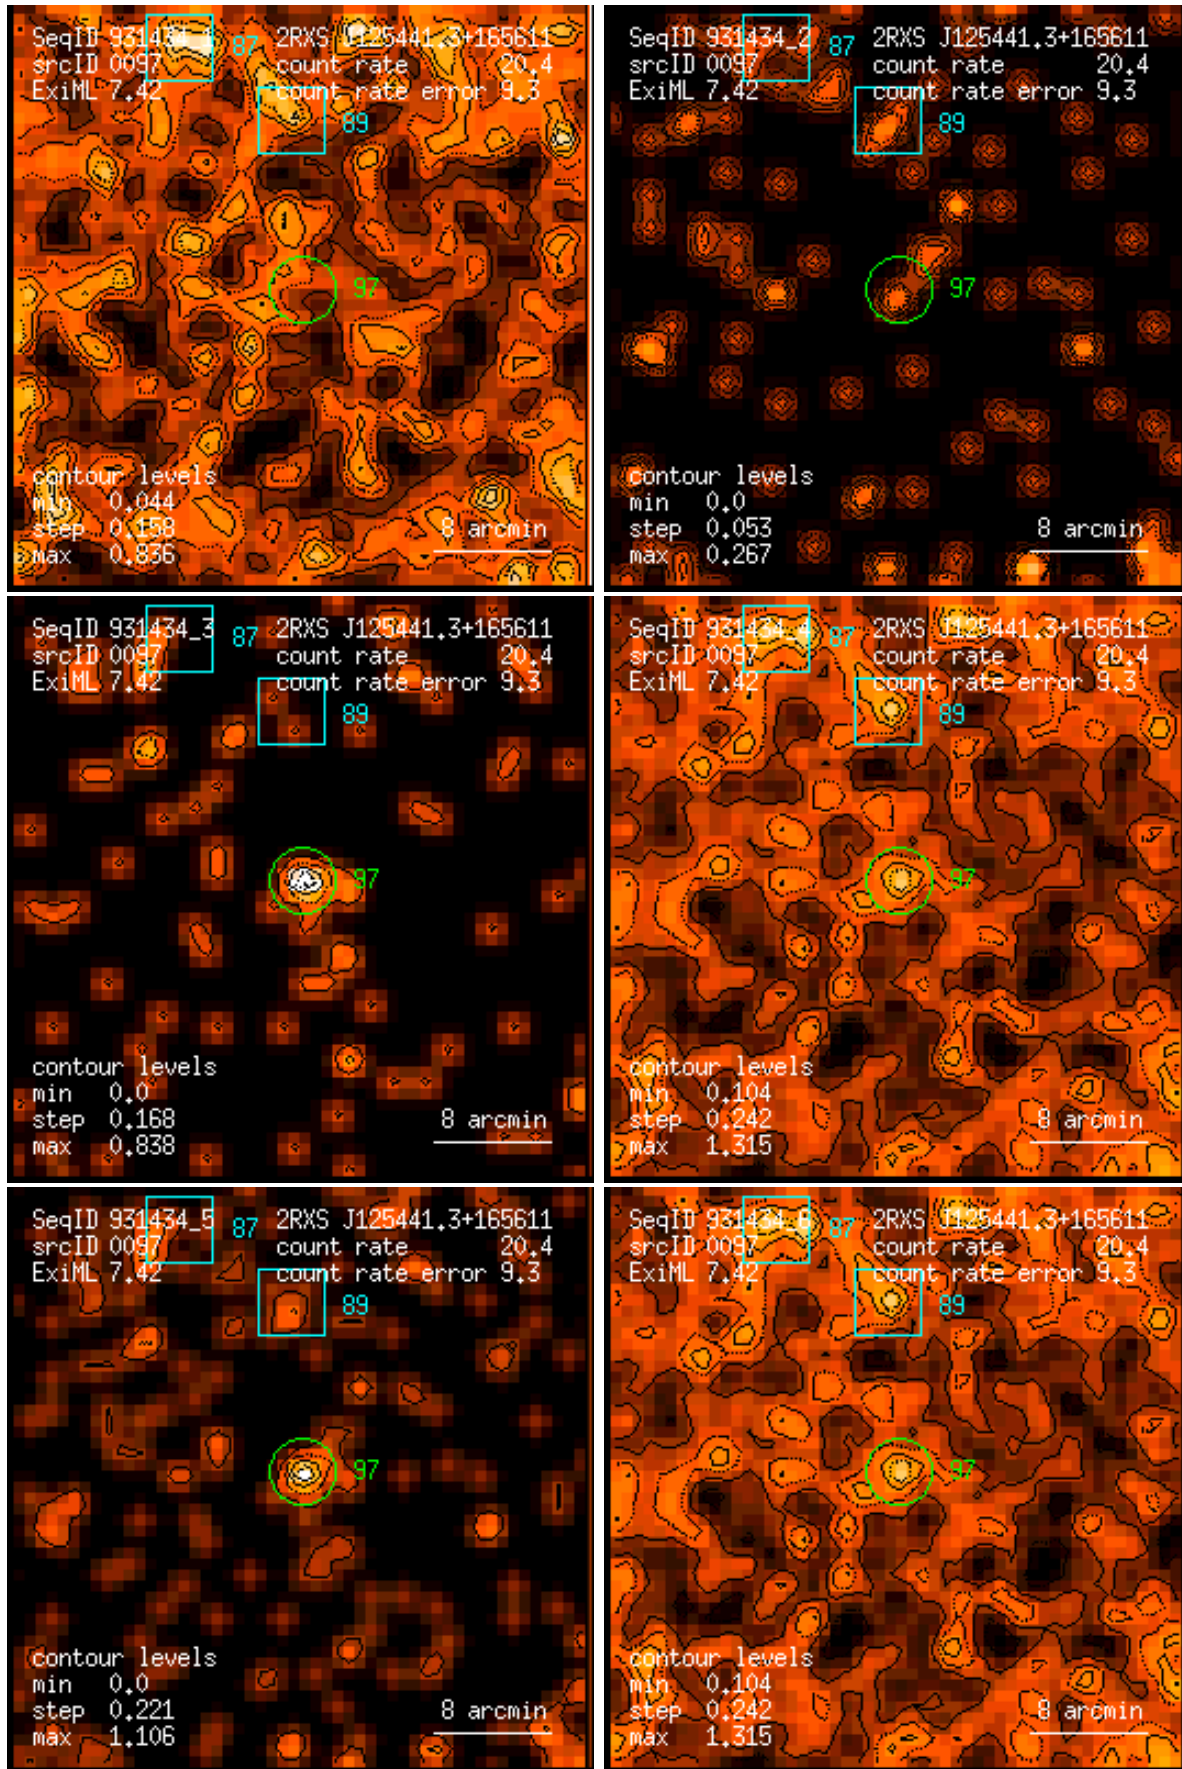 SeqID 931434_1 87 2RXS J125441.3+165611
srcID 0097 count rate 20.4
ExiML 7.42 count rate error 9.3
89
97
contour levels
min 0.044
step 0.158 8 arcmin
max 0.836
SeqID 931434_2 87 2RXS J125441.3+165611
srcID 0097 count rate 20.4
ExiML 7.42 count rate error 9.3
89
97
contour levels
min 0.0
step 0.053 8 arcmin
max 0.267
SeqID 931434_3 87 2RXS J125441.3+165611
srcID 0097 count rate 20.4
ExiML 7.42 count rate error 9.3
89
97
contour levels
min 0.0
step 0.168 8 arcmin
max 0.838
SeqID 931434_4 87 2RXS J125441.3+165611
srcID 0097 count rate 20.4
ExiML 7.42 count rate error 9.3
89
97
contour levels
min 0.104
step 0.242 8 arcmin
max 1.315
SeqID 931434_5 87 2RXS J125441.3+165611
srcID 0097 count rate 20.4
ExiML 7.42 count rate error 9.3
89
97
contour levels
min 0.0
step 0.221 8 arcmin
max 1.106
SeqID 931434_6 87 2RXS J125441.3+165611
srcID 0097 count rate 20.4
ExiML 7.42 count rate error 9.3
89
97
contour levels
min 0.104
step 0.242 8 arcmin
max 1.315